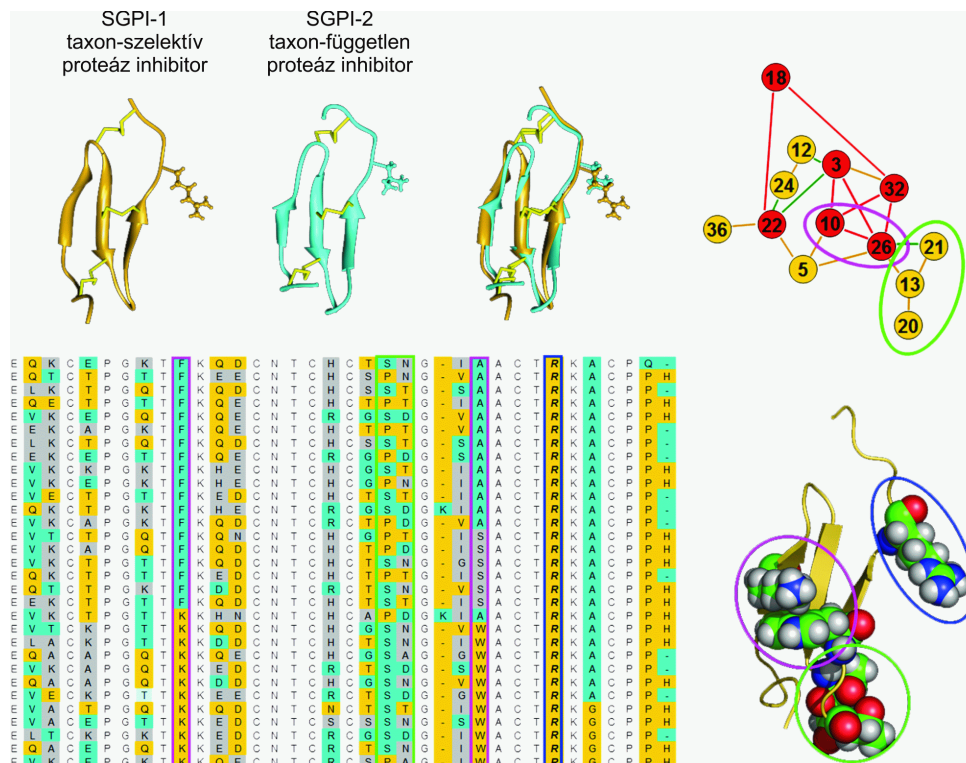 SGPI-1
taxon-szelektív
proteáz inhibitor
SGPI-2
taxon-független
proteáz inhibitor
18
12
3
24
32
36
22
10
26
21
5
13
20
E Q K C E P G K T F K Q D C N T C H C T S N G - I A A C T R K A C P Q -
E Q T C T P G T T F K E E C N T C H C S P N G - V A A C T R K A C P P H
E L K C T P G Q T F K Q D C N T C H C S S T G - S A A C T R K A C P P -
E Q E C T P G T T F K Q E C N T C H C T P T G - I A A C T R K A C P P H
E V K C E P G Q T F K Q E C N T C R C G S D G - V A A C T R K A C P P H
E E K C A P G K T F K Q E C N T C H C T P T G - V A A C T R K A C P P -
E L K C T P G Q T F K Q D C N T C H C T S T G - S A A C T R K A C P P -
E E K C E P G T T F K Q E C N T C R C G P D G - S A A C T R K A C P P -
E V K C K P G K T F K H E C N T C H C G S T G - I A A C T R K A C P P H
E V K C E P G K T F K H E C N T C H C G P N G - I A A C T R K A C P P H
E V E C T P G T T F K E D C N T C H C T S T G - I A A C T R K A C P P -
E Q K C T P G T T F K H E C N T C R C G S D G K I A A C T R K A C P P -
E V K C A P G K T F K Q D C N T C R C T P D G - V A A C T R K A C P P -
E V T C T P G Q T F K Q N C N T C H C G P T G - I S A C T R K A C P P H
E V K C A P G Q T F K Q D C N T C H C T P D G - I S A C T R K A C P P H
E V K C E P G T T F K Q E C N T C H C G S N G - G S A C T R K A C P P H
E Q K C T P G T T F K E D C N T C H C T P T G - I S A C T R K A C P P -
E Q T C T P G K T F K D D C N T C R C G S T G - V S A C T R K A C P P H
E E K C T P G T T F K Q D C N T C H C T S T G - I S A C T R K A C P P H
E V K C T P G T T K K H N C N T C H C A P D G K I A A C T R K A C P P H
E V T C K P G T T K K Q D C N T C H C G S N G - V W A C T R K A C P P H
E L A C K P G T T K K D D C N T C H C T S N G - I W A C T R K A C P P H
E Q A C A P G Q T K K Q E C N T C H C G S A G - G W A C T R K A C P P -
E V K C A P G Q T K K E D C N T C R C T S D G - S W A C T R K A C P P H
E Q A C A P G Q T K K D D C N T C H C G S N G - V W A C T R K A C P P H
E V E C K P G T T K K E E C N T C R C T S D G - G W A C T R K A C P P H
E V A C T P G Q T K K Q D C N T C N C T S T G - I W A C T R K G C P P H
E V A C E P G T T K K E D C N T C S C S S N G - S W A C T R K G C P P -
E L T C K P G T T K K E D C N T C R C G S D G - I W A C T R K G C P P -
E Q A C E P G Q T K K E D C N T C R C T S N G - I W A C T R K G C P P H
E V K C E P G K T K K E D C N T C R C S P A G - G W A C T R K G C P P H